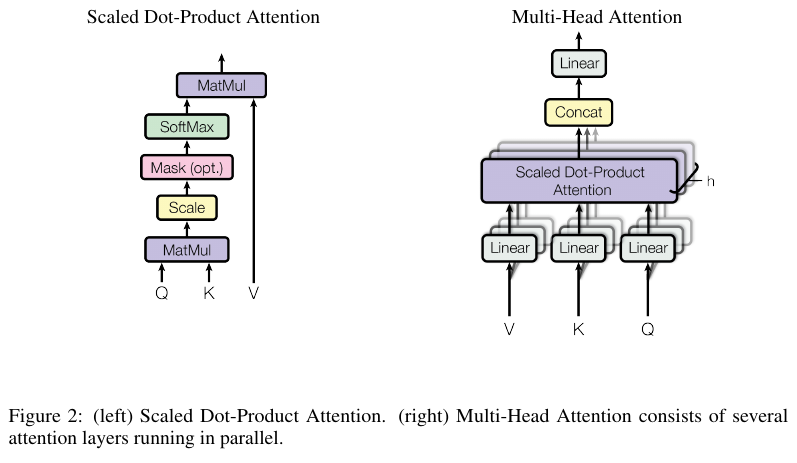 Scaled Dot-Product Attention
MatMul
SoftMax
Mask (opt.)
Scale
MatMul
Q K V
Multi-Head Attention
Linear
Concat
Scaled Dot-Product
Attention
h
Linear Linear Linear
V K Q
Figure 2: (left) Scaled Dot-Product Attention. (right) Multi-Head Attention consists of several
attention layers running in parallel.